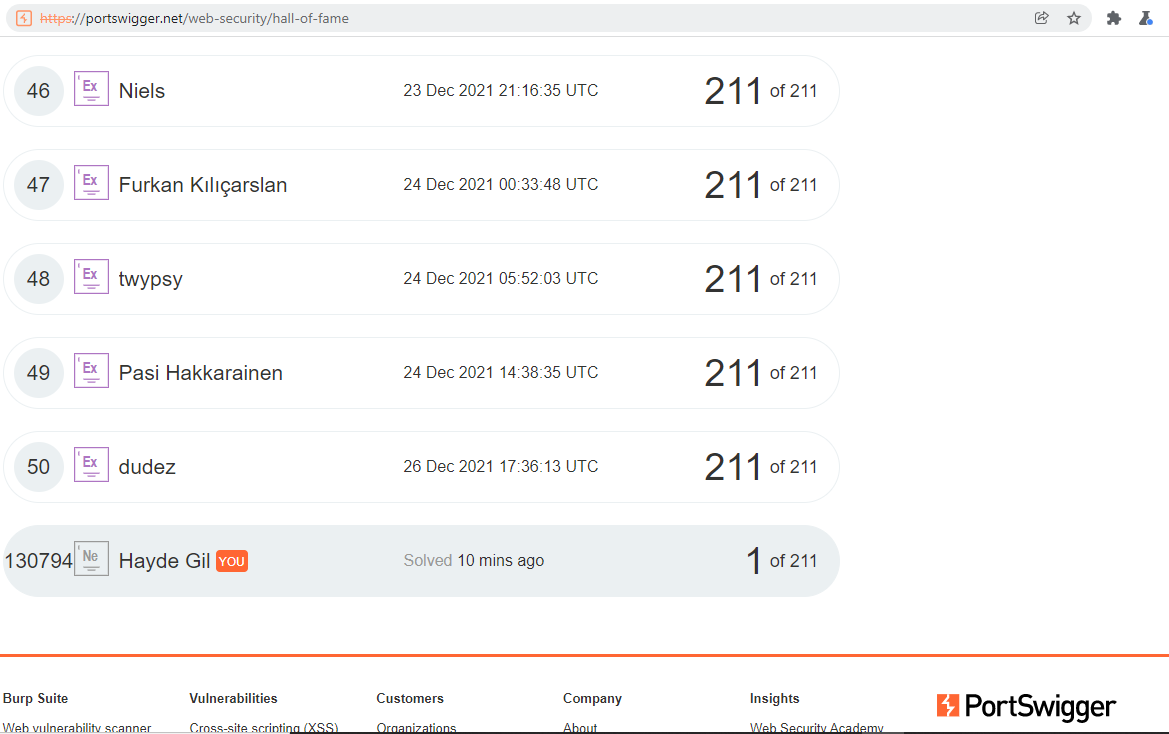 https://portswigger.net/web-security/hall-of-fame
46 Ex Niels 23 Dec 2021 21:16:35 UTC 211 of 211
47 Ex Furkan Kılıçarslan 24 Dec 2021 00:33:48 UTC 211 of 211
48 Ex twypsy 24 Dec 2021 05:52:03 UTC 211 of 211
49 Ex Pasi Hakkarainen 24 Dec 2021 14:38:35 UTC 211 of 211
50 Ex dudez 26 Dec 2021 17:36:13 UTC 211 of 211
130794 Ne Hayde Gil YOU Solved 10 mins ago 1 of 211
Burp Suite Vulnerabilities Customers Company Insights PortSwigger
Web vulnerability scanner Cross-site scripting (XSS) Organizations About Web Security Academy